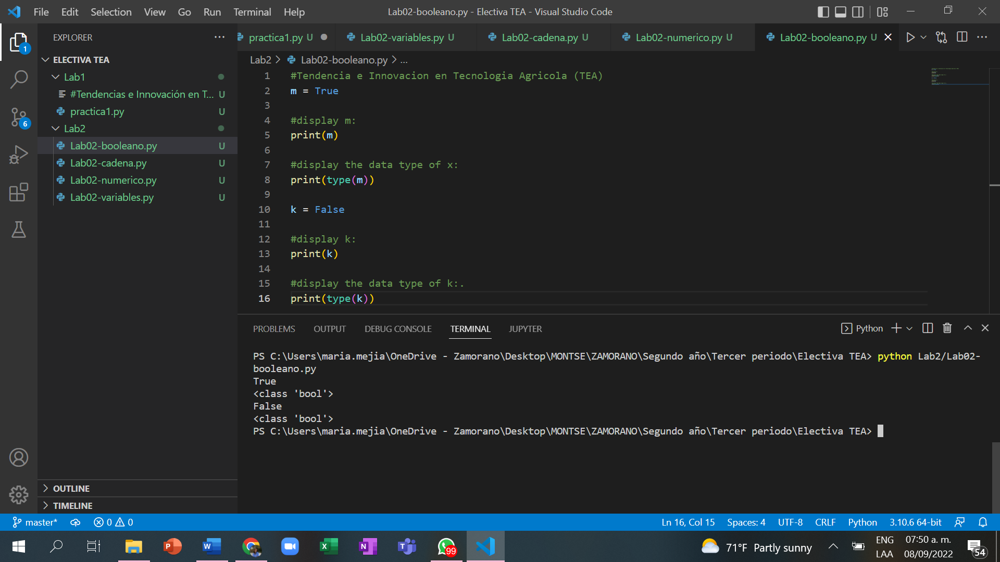 File Edit Selection View Go Run Terminal Help
Lab02-booleano.py - Electiva TEA - Visual Studio Code
EXPLORER
practica1.py U
Lab02-variables.py U
Lab02-cadena.py U
Lab02-numerico.py U
Lab02-booleano.py U
1
ELECTIVA TEA
Lab1
#Tendencias e Innovación en T... U
practica1.py U
Lab2
6
Lab02-booleano.py U
Lab02-cadena.py U
Lab02-numerico.py U
Lab02-variables.py U
OUTLINE
TIMELINE
Lab2 > Lab02-booleano.py > ...
1 #Tendencia e Innovacion en Tecnologia Agricola (TEA)
2 m = True
3
4 #display m:
5 print(m)
6
7 #display the data type of x:
8 print(type(m))
9
10 k = False
11
12 #display k:
13 print(k)
14
15 #display the data type of k:.
16 print(type(k))
PROBLEMS OUTPUT DEBUG CONSOLE TERMINAL JUPYTER
Python
PS C:\Users\maria.mejia\OneDrive - Zamorano\Desktop\MONTSE\ZAMORANO\Segundo año\Tercer periodo\Electiva TEA> python Lab2/Lab02-
booleano.py
True
<class 'bool'>
False
<class 'bool'>
PS C:\Users\maria.mejia\OneDrive - Zamorano\Desktop\MONTSE\ZAMORANO\Segundo año\Tercer periodo\Electiva TEA>
master* 0 0
Ln 16, Col 15 Spaces: 4 UTF-8 CRLF Python 3.10.6 64-bit
P
W
X
N
T
99
71°F Partly sunny
ENG
LAA
07:50 a. m.
08/09/2022
54